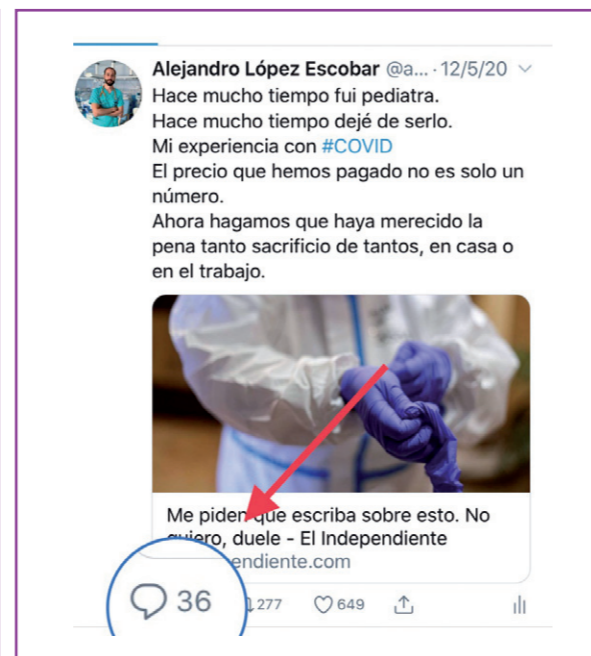 Alejandro López Escobar @a... · 12/5/20
Hace mucho tiempo fui pediatra.
Hace mucho tiempo dejé de serlo.
Mi experiencia con #COVID
El precio que hemos pagado no es solo un
número.
Ahora hagamos que haya merecido la
pena tanto sacrificio de tantos, en casa o
en el trabajo.
Me piden que escriba sobre esto. No
quiero, duele - El Independiente
endiente.com
36 277 649